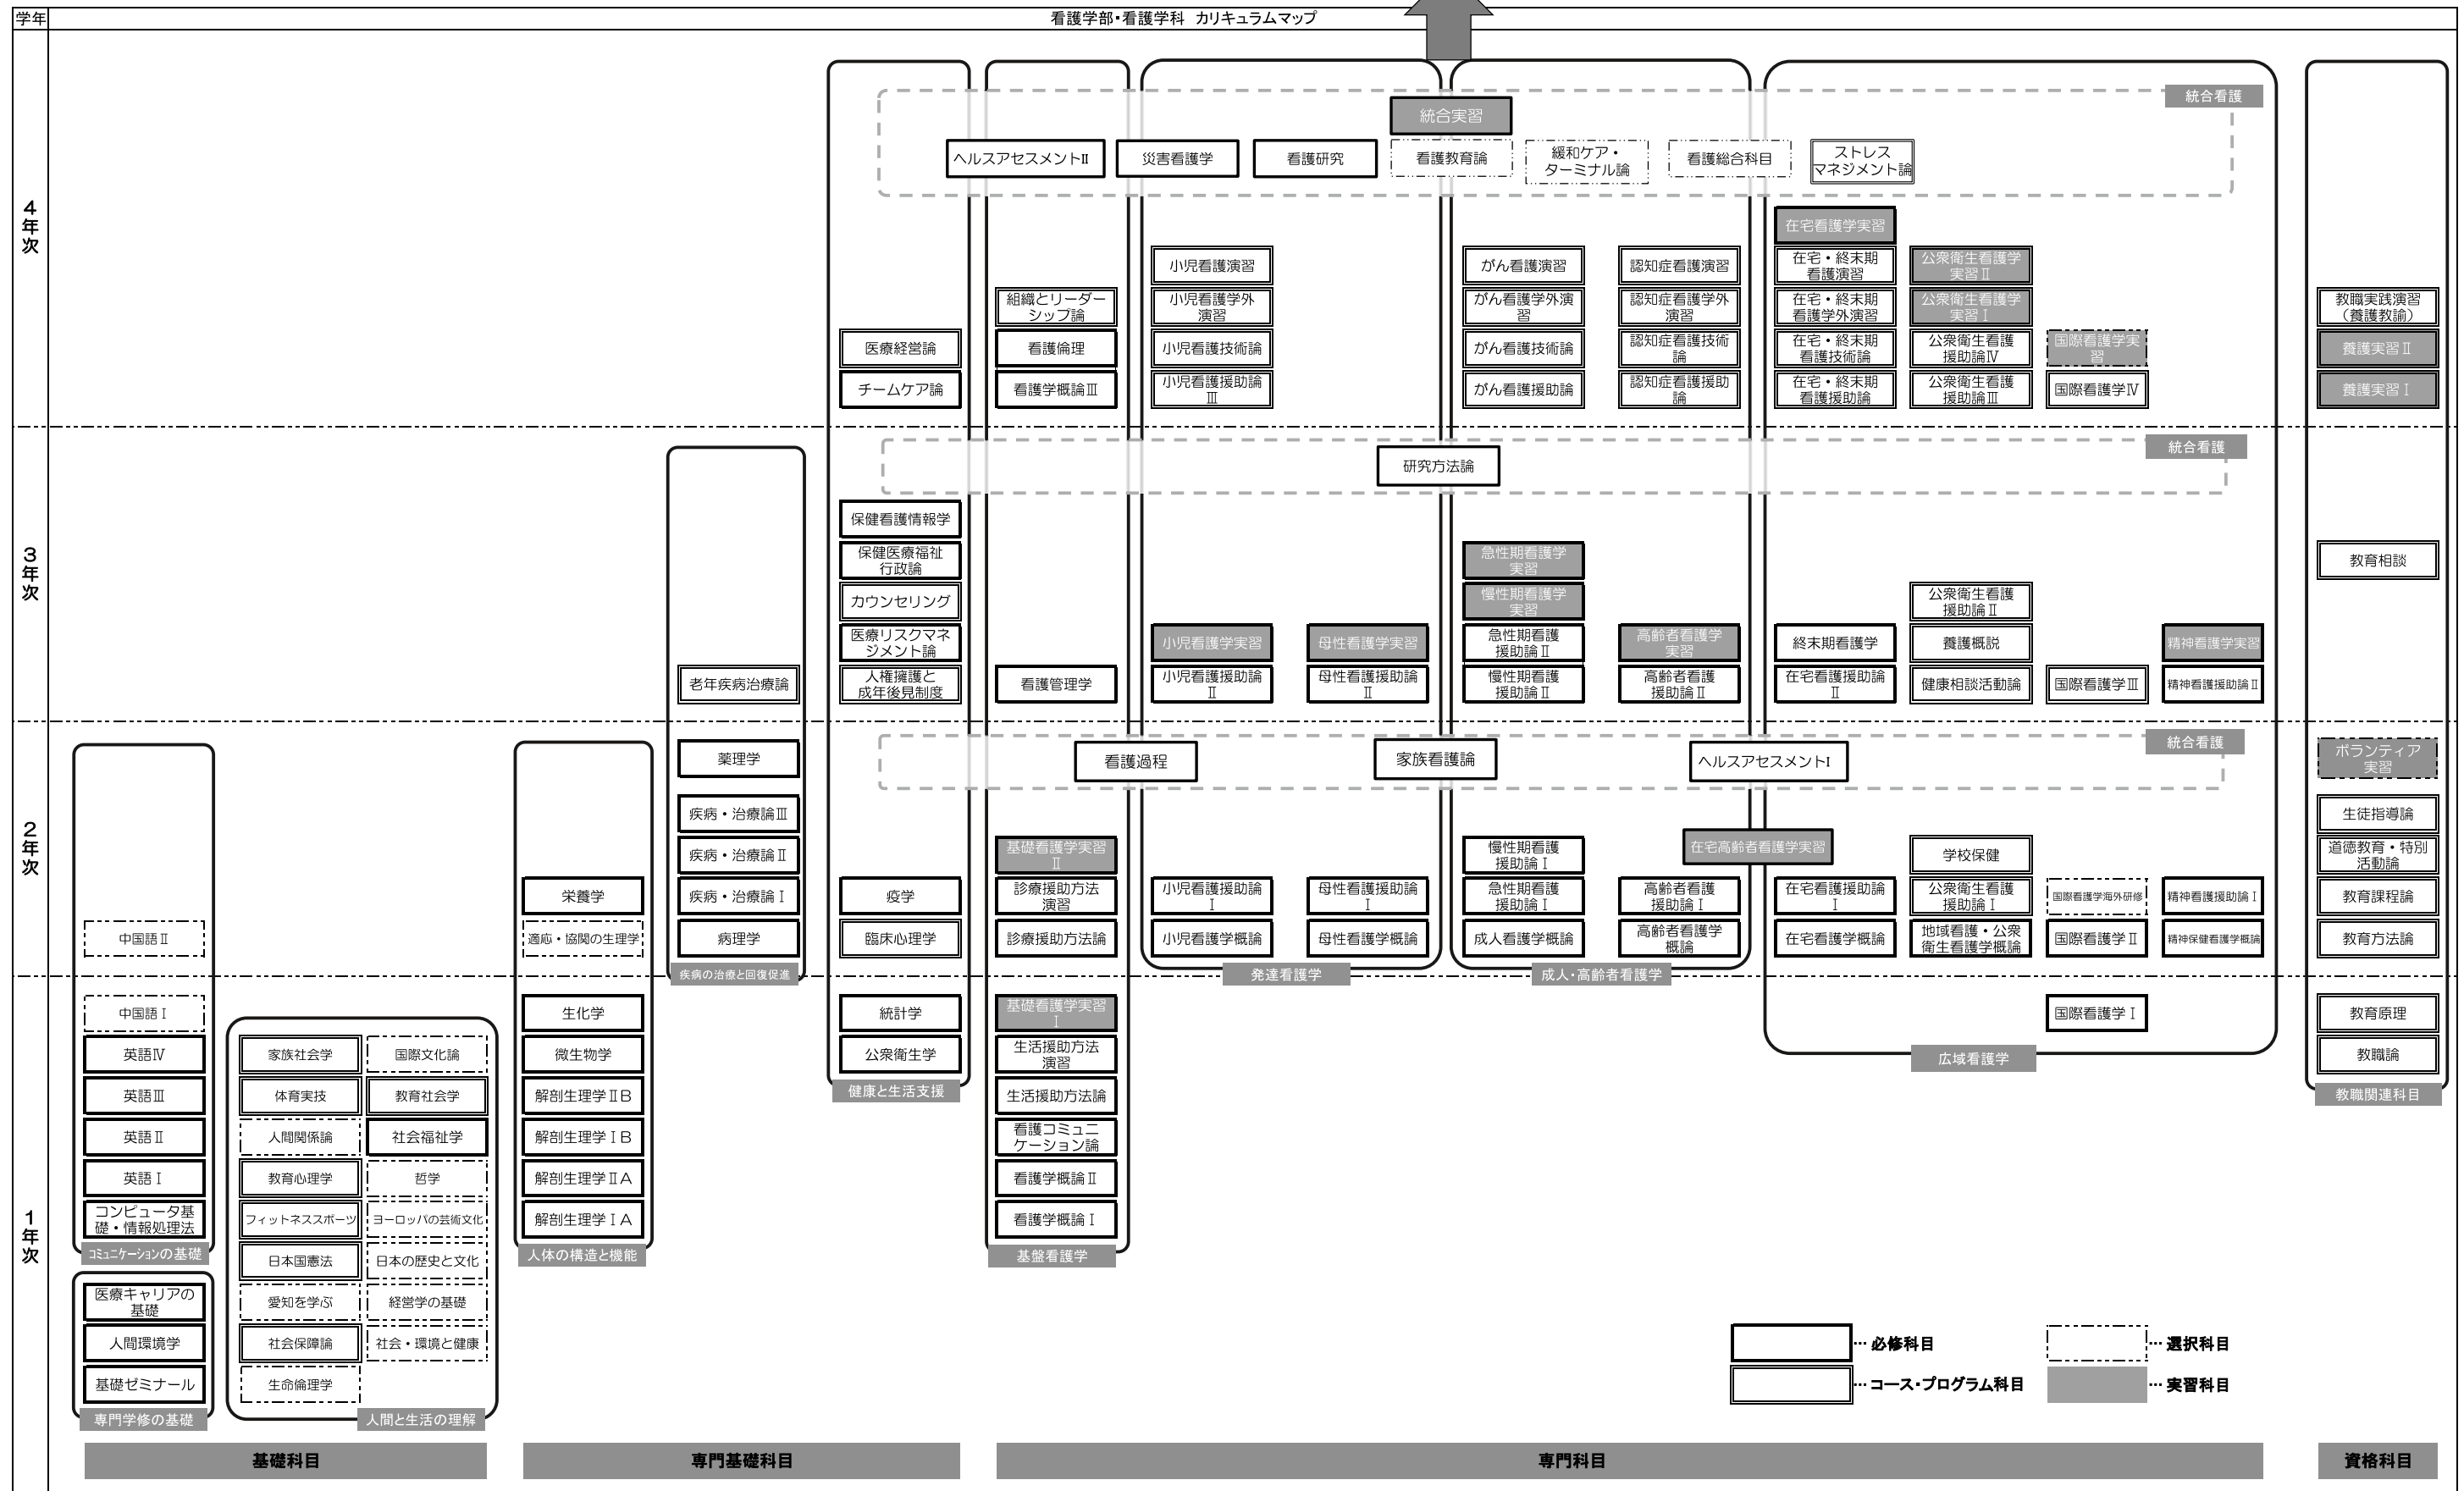 学年
看護学部・看護学科 カリキュラムマップ
4年次
統合看護
統合実習
ヘルスアセスメントⅡ
災害看護学
看護研究
看護教育論
緩和ケア・
ターミナル論
看護総合科目
ストレス
マネジメント論
在宅看護学実習
小児看護演習
がん看護演習
認知症看護演習
在宅・終末期
看護演習
公衆衛生看護学
実習Ⅱ
組織とリーダー
シップ論
小児看護学外
演習
がん看護学外演
習
認知症看護学外
演習
在宅・終末期
看護学外演習
公衆衛生看護学
実習Ⅰ
教職実践演習
（養護教諭）
医療経営論
看護倫理
小児看護技術論
がん看護技術論
認知症看護技術
論
在宅・終末期
看護技術論
公衆衛生看護
援助論Ⅳ
国際看護学実
習
養護実習Ⅱ
チームケア論
看護学概論Ⅲ
小児看護援助論
Ⅲ
がん看護援助論
認知症看護援助
論
在宅・終末期
看護援助論
公衆衛生看護
援助論Ⅲ
国際看護学Ⅳ
養護実習Ⅰ
3年次
統合看護
研究方法論
保健看護情報学
保健医療福祉
行政論
急性期看護学
実習
教育相談
カウンセリング
慢性期看護学
実習
公衆衛生看護
援助論Ⅱ
医療リスクマネ
ジメント論
小児看護学実習
母性看護学実習
急性期看護
援助論Ⅱ
高齢者看護学
実習
終末期看護学
養護概説
精神看護学実習
老年疾病治療論
人権擁護と
成年後見制度
看護管理学
小児看護援助論
Ⅱ
母性看護援助論
Ⅱ
慢性期看護
援助論Ⅱ
高齢者看護
援助論Ⅱ
在宅看護援助論
Ⅱ
健康相談活動論
国際看護学Ⅲ
精神看護援助論Ⅱ
2年次
統合看護
薬理学
看護過程
家族看護論
ヘルスアセスメントⅠ
ボランティア
実習
疾病・治療論Ⅲ
生徒指導論
疾病・治療論Ⅱ
基礎看護学実習
Ⅱ
慢性期看護
援助論Ⅰ
在宅高齢者看護学実習
学校保健
道徳教育・特別
活動論
栄養学
疾病・治療論Ⅰ
疫学
診療援助方法
演習
小児看護援助論
Ⅰ
母性看護援助論
Ⅰ
急性期看護
援助論Ⅰ
高齢者看護
援助論Ⅰ
在宅看護援助論
Ⅰ
公衆衛生看護
援助論Ⅰ
国際看護学海外研修
精神看護援助論Ⅰ
教育課程論
中国語Ⅱ
適応・協関の生理学
病理学
臨床心理学
診療援助方法論
小児看護学概論
母性看護学概論
成人看護学概論
高齢者看護学
概論
在宅看護学概論
地域看護・公衆
衛生看護学概論
国際看護学Ⅱ
精神保健看護学概論
教育方法論
疾病の治療と回復促進
発達看護学
成人・高齢者看護学
1年次
中国語Ⅰ
生化学
統計学
基礎看護学実習
Ⅰ
国際看護学Ⅰ
教育原理
英語Ⅳ
家族社会学
国際文化論
微生物学
公衆衛生学
生活援助方法
演習
広域看護学
教職論
英語Ⅲ
体育実技
教育社会学
解剖生理学ⅡB
健康と生活支援
生活援助方法論
教職関連科目
英語Ⅱ
人間関係論
社会福祉学
解剖生理学ⅠB
看護コミュニ
ケーション論
英語Ⅰ
教育心理学
哲学
解剖生理学ⅡA
看護学概論Ⅱ
コンピュータ基
礎・情報処理法
フィットネススポーツ
ヨーロッパの芸術文化
解剖生理学ⅠA
看護学概論Ⅰ
コミュニケーションの基礎
日本国憲法
日本の歴史と文化
人体の構造と機能
基盤看護学
医療キャリアの
基礎
愛知を学ぶ
経営学の基礎
人間環境学
社会保障論
社会・環境と健康
基礎ゼミナール
生命倫理学
専門学修の基礎
人間と生活の理解
… 必修科目
… 選択科目
… コース・プログラム科目
… 実習科目
基礎科目
専門基礎科目
専門科目
資格科目